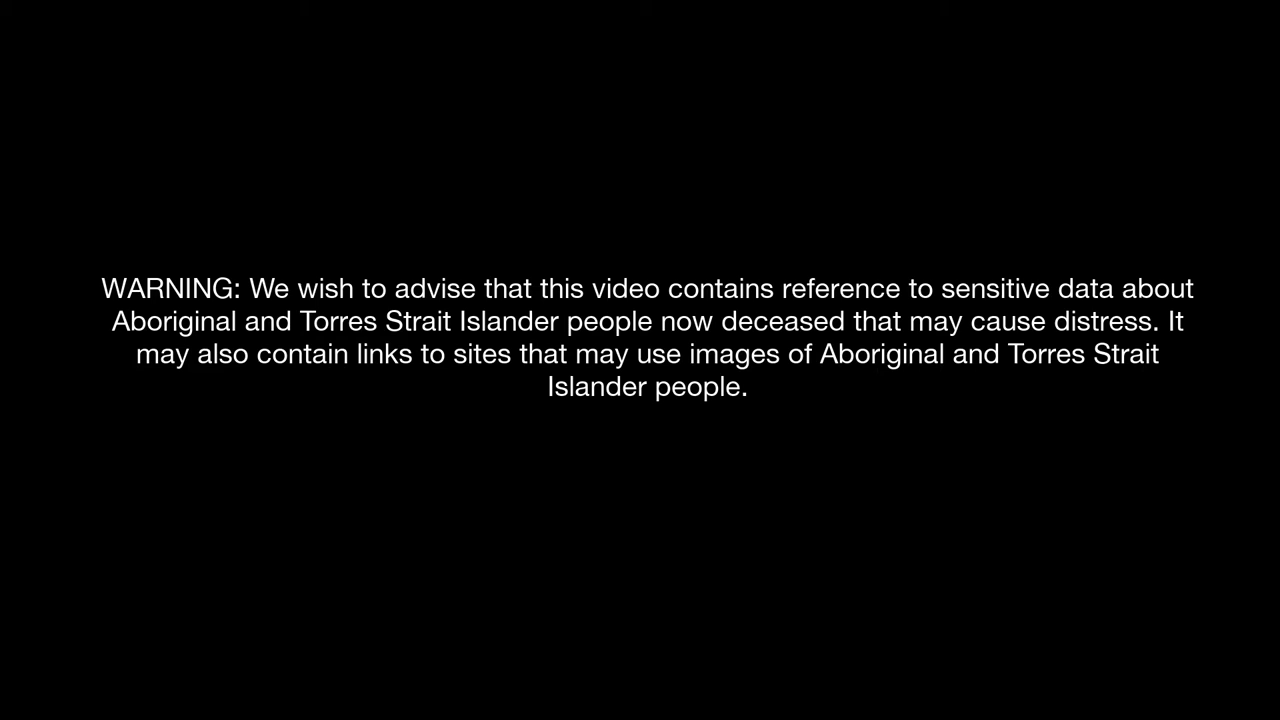 WARNING: We wish to advise that this video contains reference to sensitive data about
Aboriginal and Torres Strait Islander people now deceased that may cause distress. It
may also contain links to sites that may use images of Aboriginal and Torres Strait
Islander people.